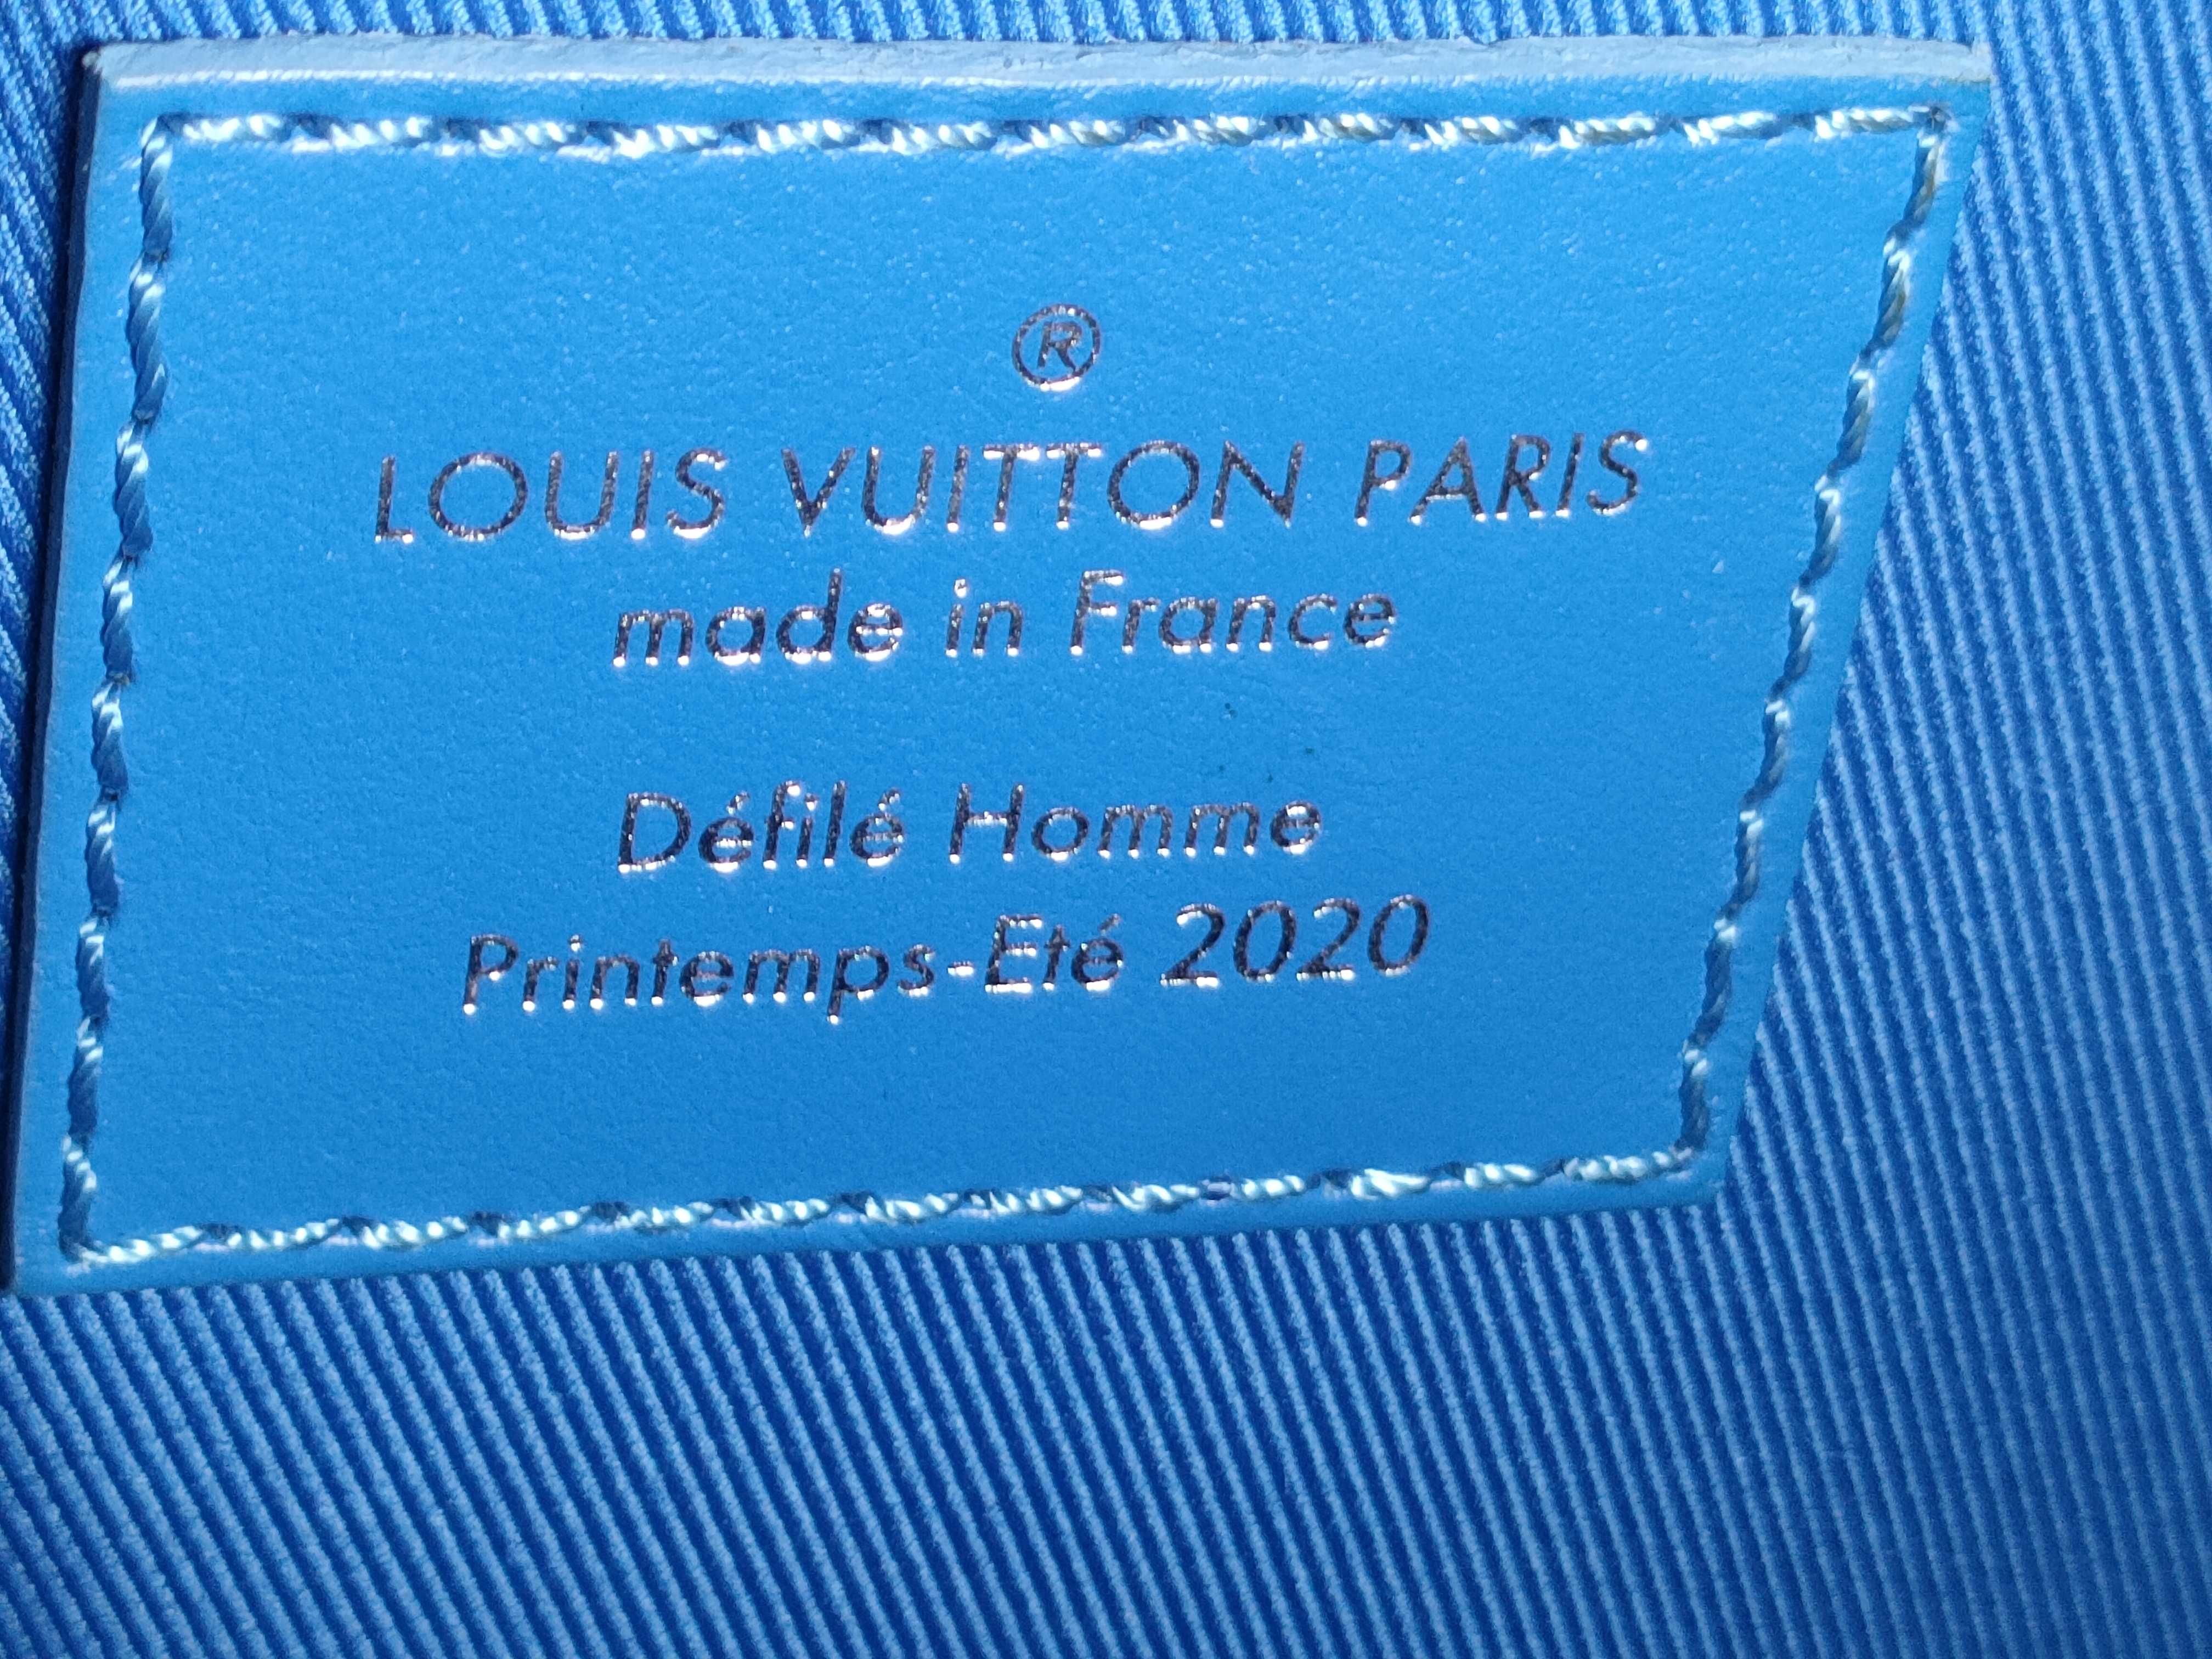 ®
LOUIS VUITTON PARIS
made in France
Défilé Homme
Printemps-Eté 2020